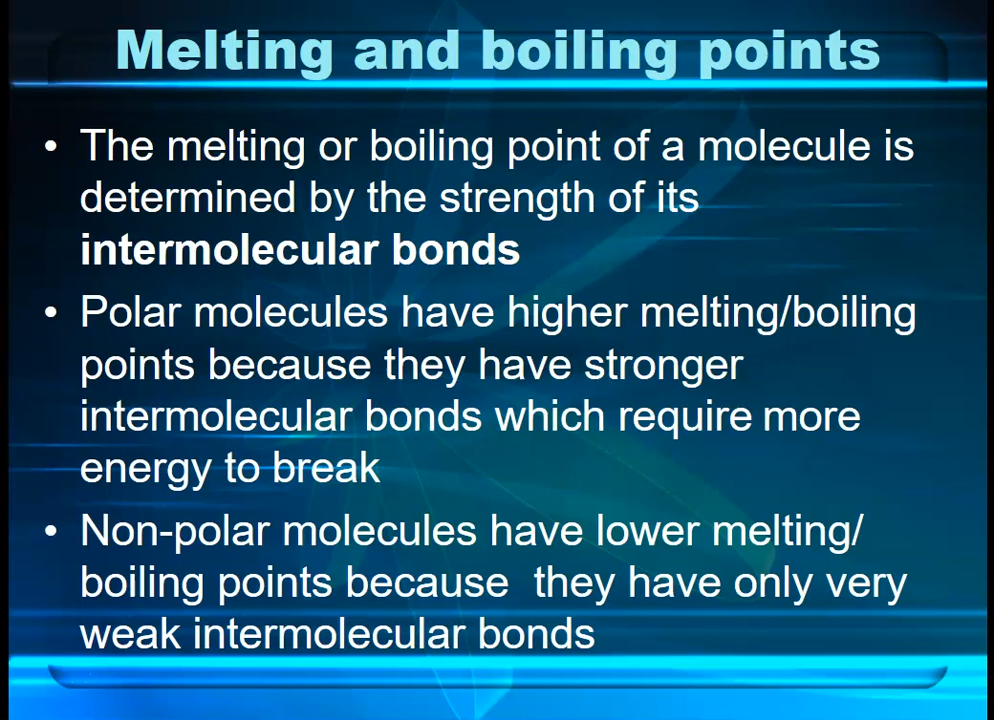 Melting and boiling points
• The melting or boiling point of a molecule is
determined by the strength of its
intermolecular bonds
• Polar molecules have higher melting/boiling
points because they have stronger
intermolecular bonds which require more
energy to break
• Non-polar molecules have lower melting/
boiling points because  they have only very
weak intermolecular bonds